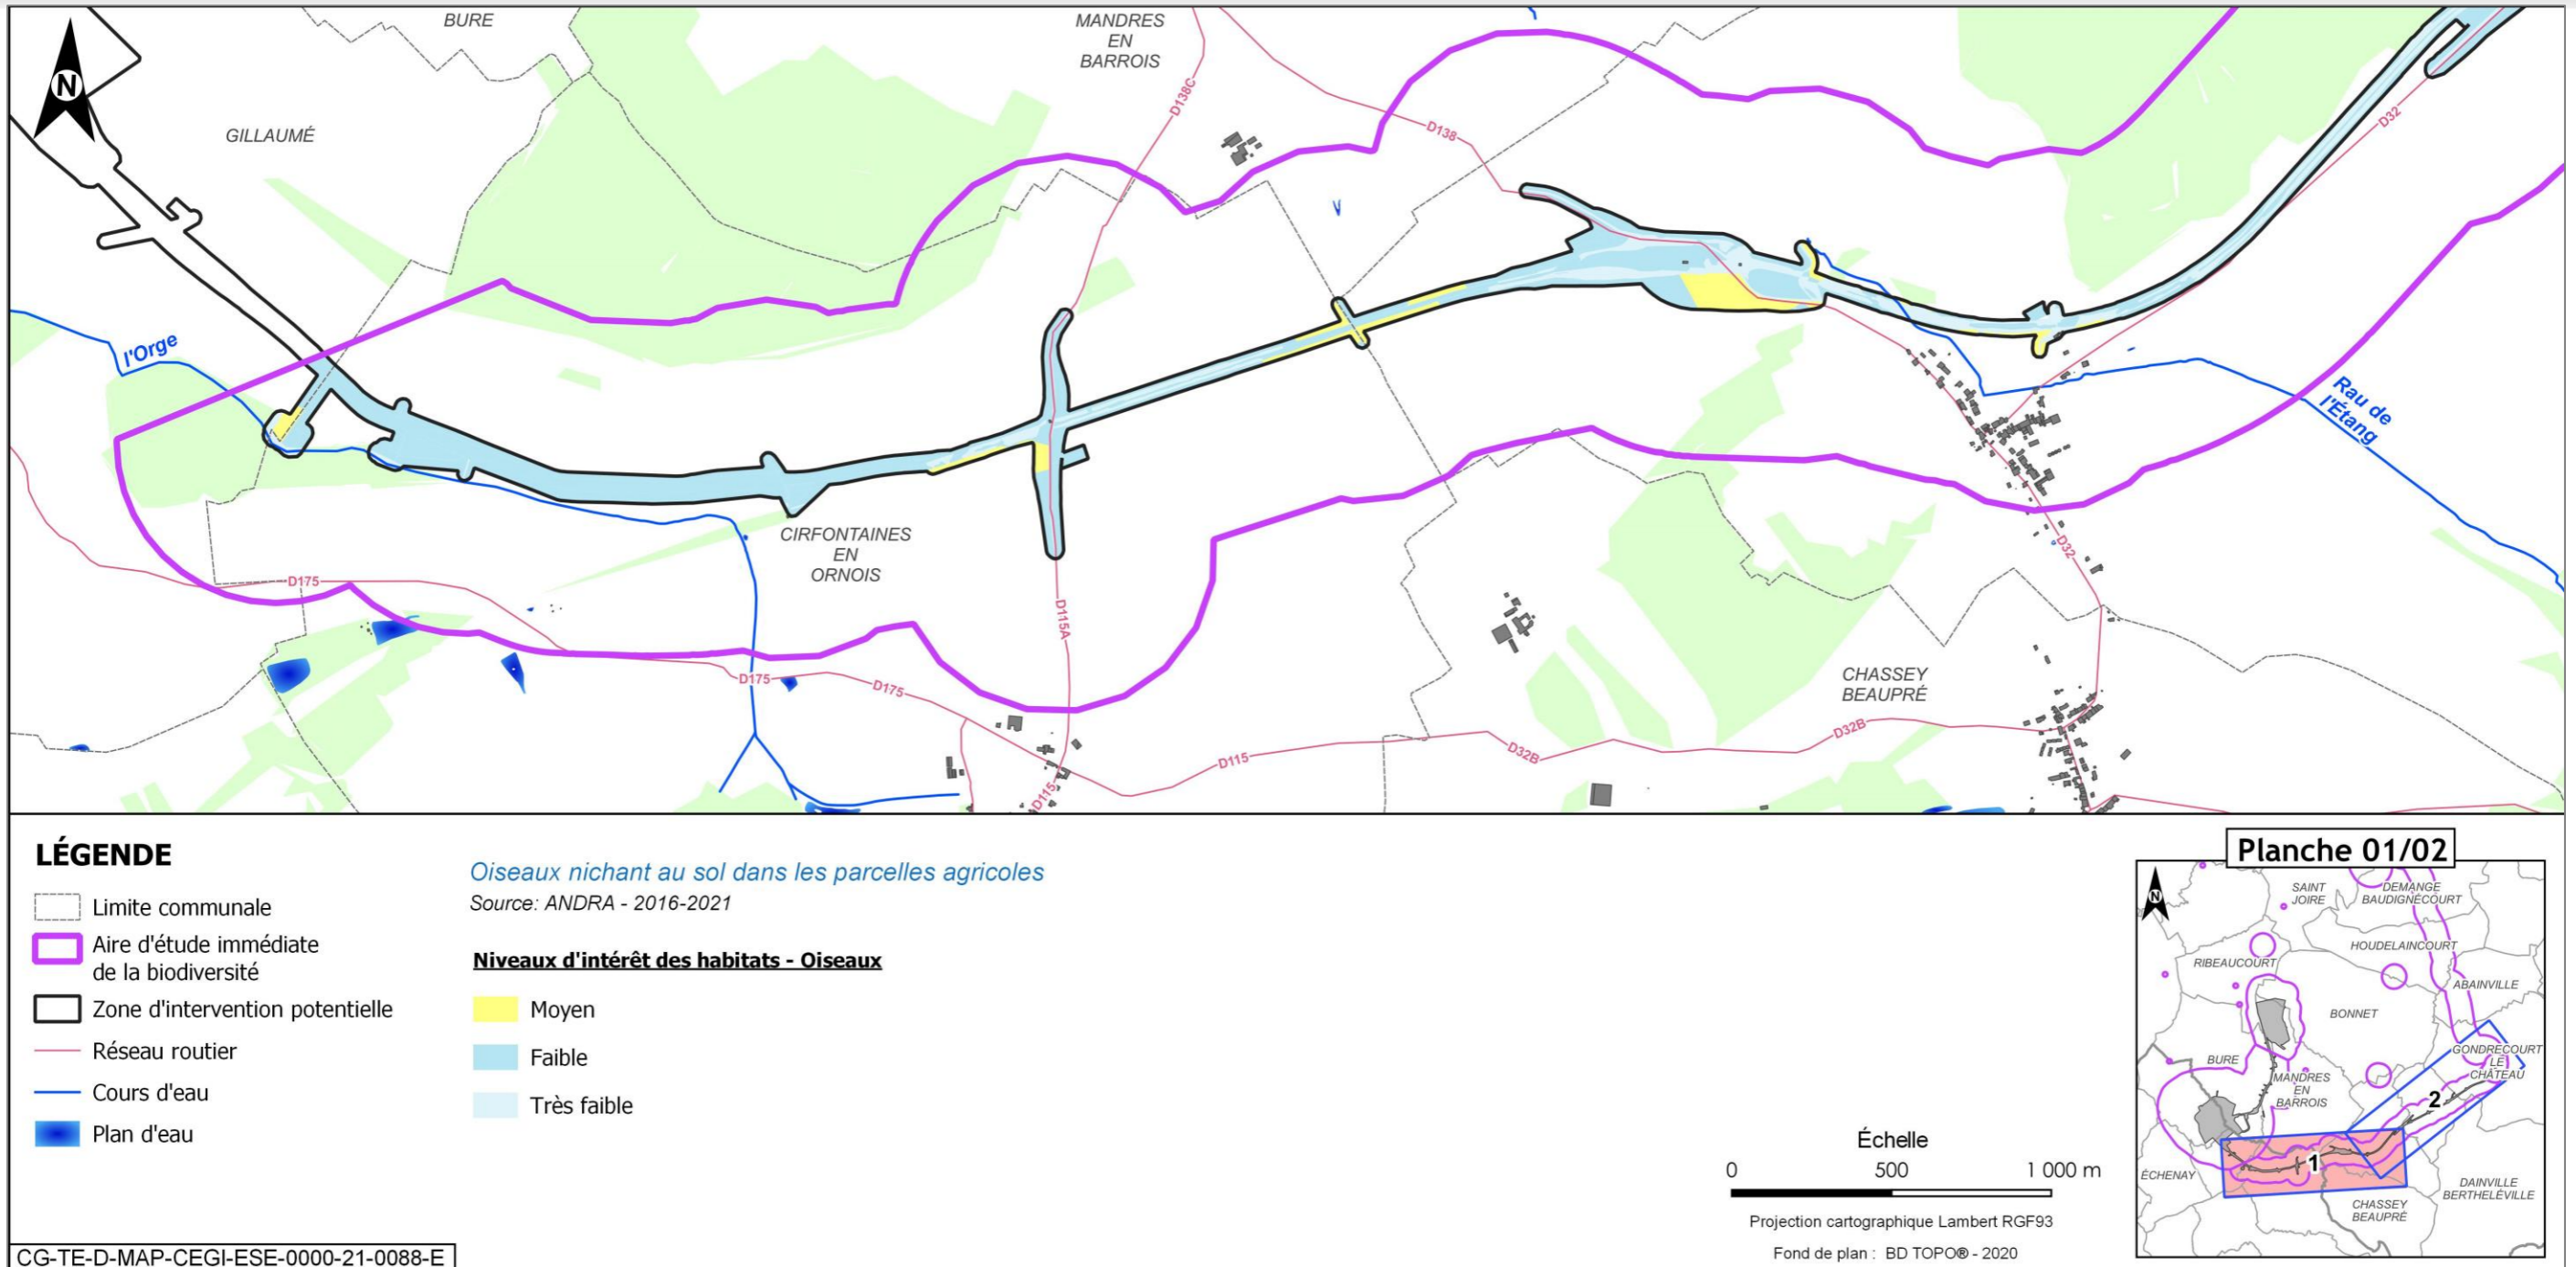 BURE
MANDRES
EN
BARROIS
N
GILLAUMÉ
D138C
D138
D32
l'Orge
Rau de
l'Étang
CIRFONTAINES
EN
ORNOIS
D175
D115A
D32
D175
D175
CHASSEY
BEAUPRÉ
D115
D32B
D32B
D115
LÉGENDE
Limite communale
Aire d'étude immédiate
de la biodiversité
Zone d'intervention potentielle
Réseau routier
Cours d'eau
Plan d'eau
Oiseaux nichant au sol dans les parcelles agricoles
Source: ANDRA - 2016-2021
Niveaux d'intérêt des habitats - Oiseaux
Moyen
Faible
Très faible
Échelle
0 500 1 000 m
Projection cartographique Lambert RGF93
Fond de plan : BD TOPO® - 2020
Planche 01/02
N
SAINT
JOIRE
DEMANGE
BAUDIGNÉCOURT
HOUDELAINCOURT
RIBEAUCOURT
ABAINVILLE
BONNET
GONDRECOURT
LE
CHÂTEAU
BURE
MANDRES
EN
BARROIS
2
1
ÉCHENAY
DAINVILLE
BERTHELÉVILLE
CHASSEY
BEAUPRÉ
CG-TE-D-MAP-CEGI-ESE-0000-21-0088-E